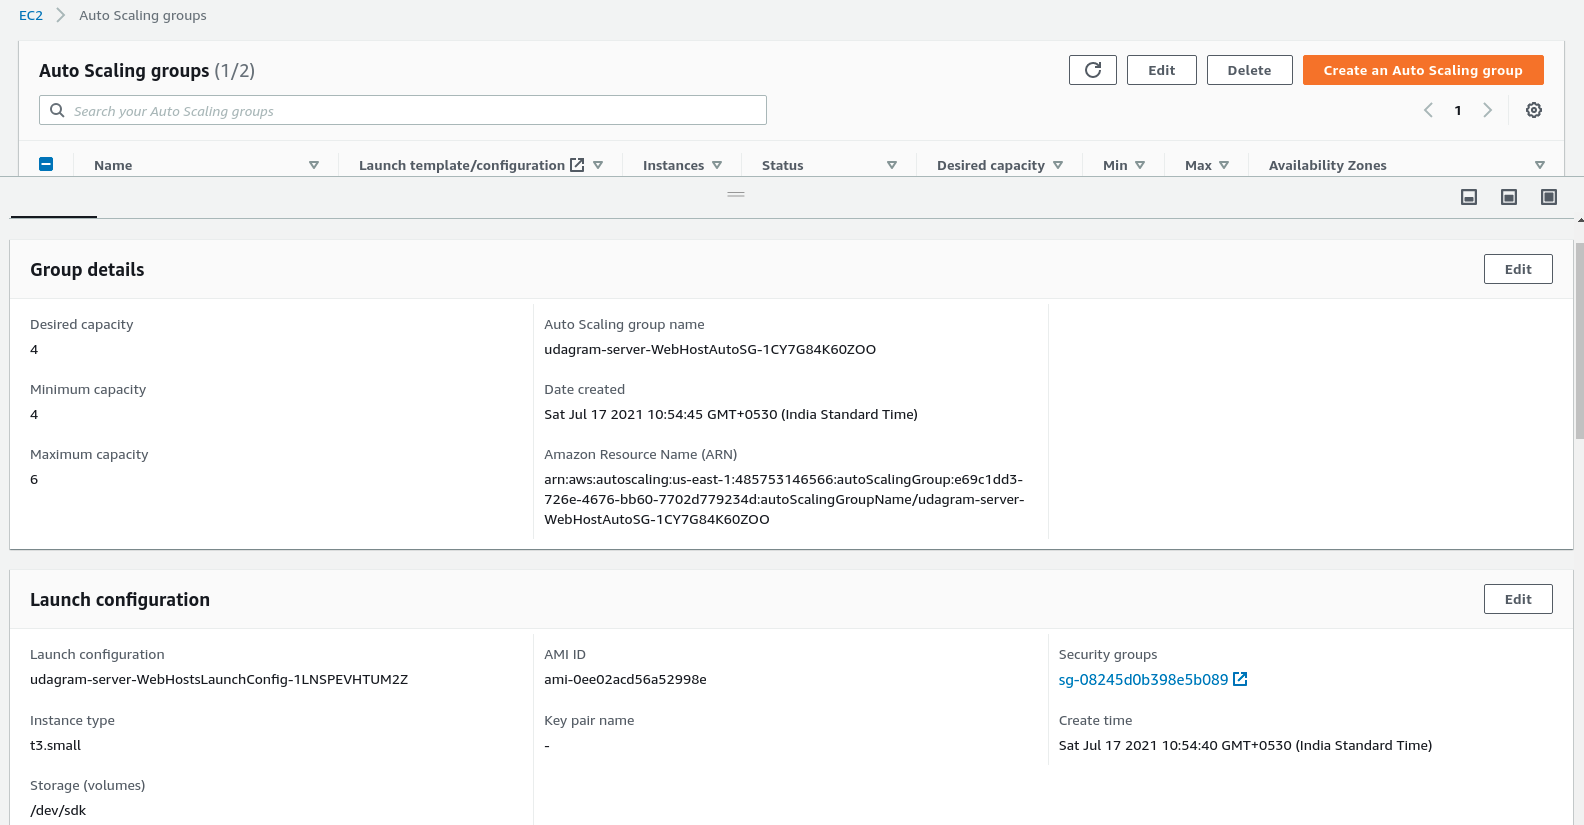 EC2 Auto Scaling groups
Auto Scaling groups (1/2)
Edit
Delete
Create an Auto Scaling group
Search your Auto Scaling groups
1
Name Launch template/configuration Instances Status Desired capacity Min Max Availability Zones
Group details
Edit
Desired capacity
4
Minimum capacity
4
Maximum capacity
6
Auto Scaling group name
udagram-server-WebHostAutoSG-1CY7G84K60ZOO
Date created
Sat Jul 17 2021 10:54:45 GMT+0530 (India Standard Time)
Amazon Resource Name (ARN)
arn:aws:autoscaling:us-east-1:485753146566:autoScalingGroup:e69c1dd3-
726e-4676-bb60-7702d779234d:autoScalingGroupName/udagram-server-
WebHostAutoSG-1CY7G84K60ZOO
Launch configuration
Edit
Launch configuration
udagram-server-WebHostsLaunchConfig-1LNSPEVHTUM2Z
Instance type
t3.small
Storage (volumes)
/dev/sdk
AMI ID
ami-0ee02acd56a52998e
Key pair name
-
Security groups
sg-08245d0b398e5b089
Create time
Sat Jul 17 2021 10:54:40 GMT+0530 (India Standard Time)